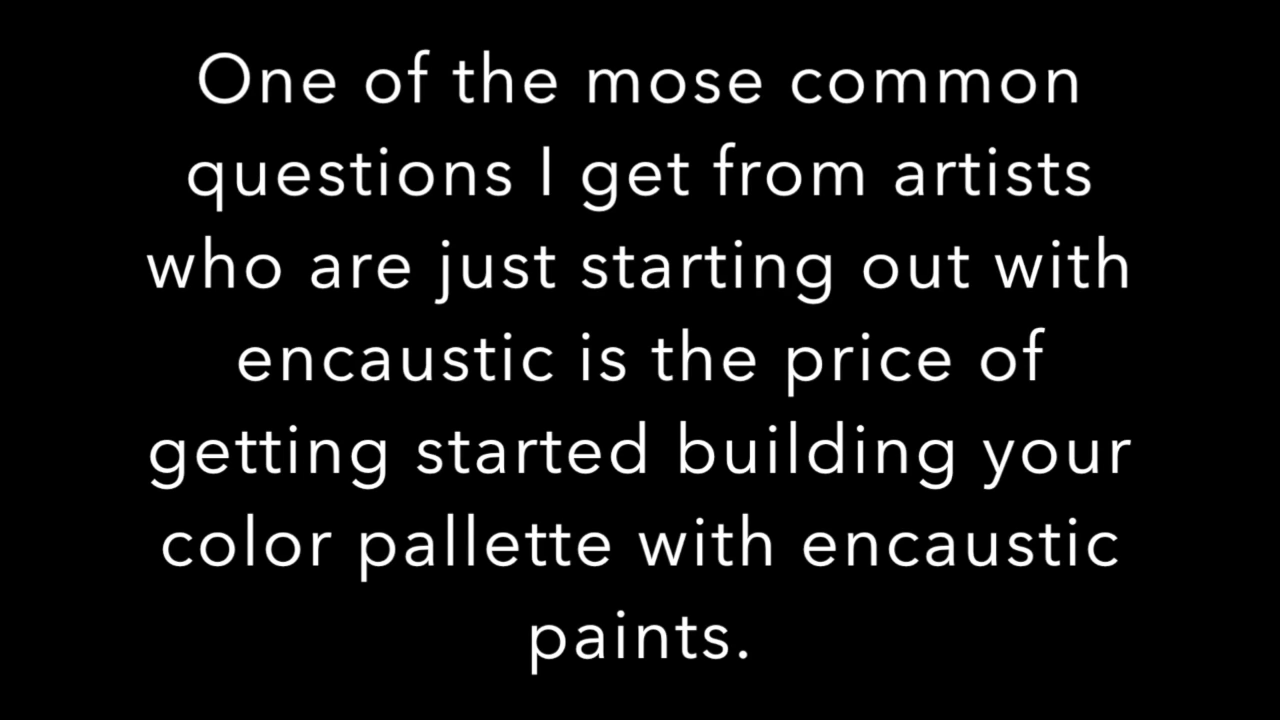 One of the mose common
questions I get from artists
who are just starting out with
encaustic is the price of
getting started building your
color pallette with encaustic
paints.